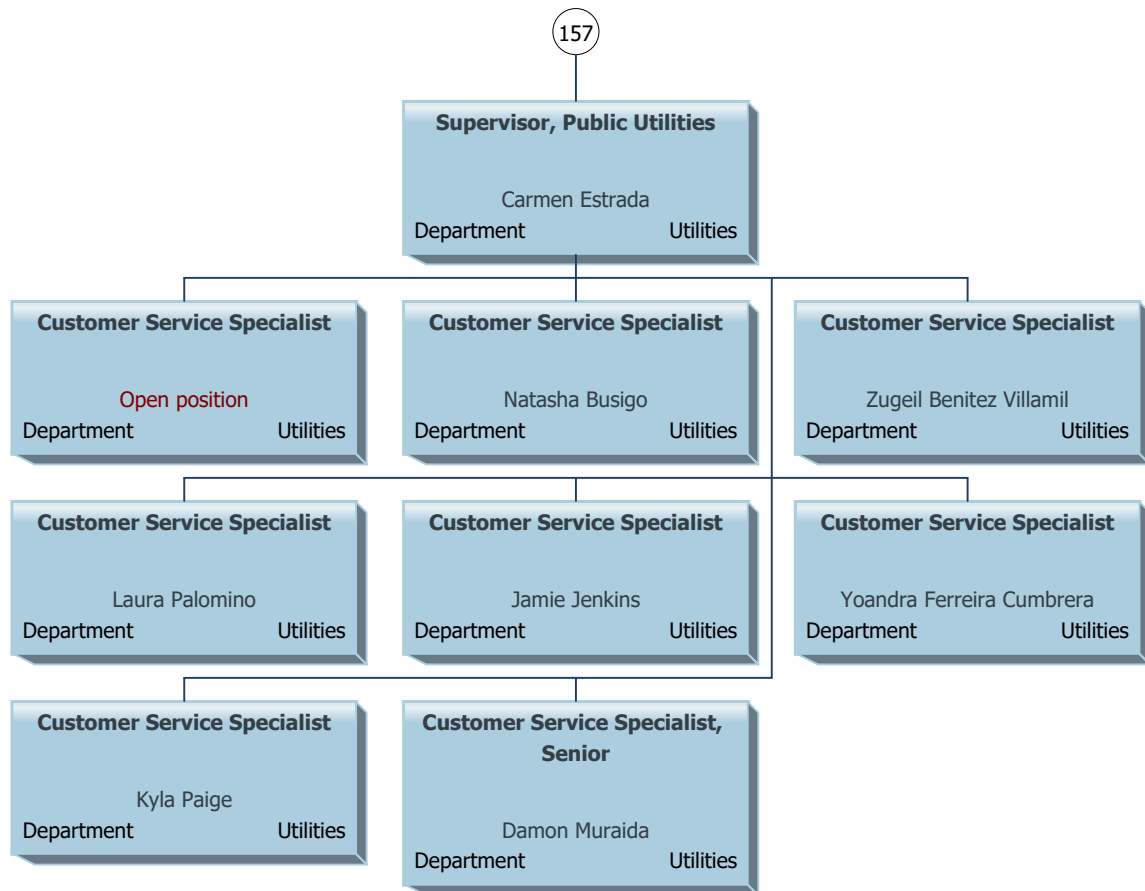 157
Supervisor, Public Utilities
Carmen Estrada
Department Utilities
Customer Service Specialist
Open position
Department Utilities
Customer Service Specialist
Natasha Busigo
Department Utilities
Customer Service Specialist
Zugeil Benitez Villamil
Department Utilities
Customer Service Specialist
Laura Palomino
Department Utilities
Customer Service Specialist
Jamie Jenkins
Department Utilities
Customer Service Specialist
Yoandra Ferreira Cumbrera
Department Utilities
Customer Service Specialist
Kyla Paige
Department Utilities
Customer Service Specialist,
Senior
Damon Muraida
Department Utilities